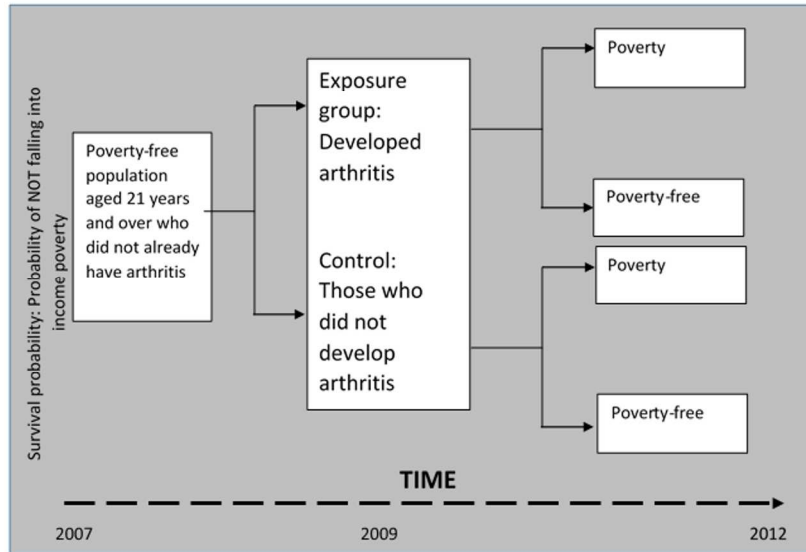 Survival probability: Probability of NOT falling into
income poverty
Poverty-free
population
aged 21 years
and over who
did not already
have arthritis
Exposure
group:
Developed
arthritis
Control:
Those who
did not
develop
arthritis
Poverty
Poverty-free
Poverty
Poverty-free
TIME
2007
2009
2012